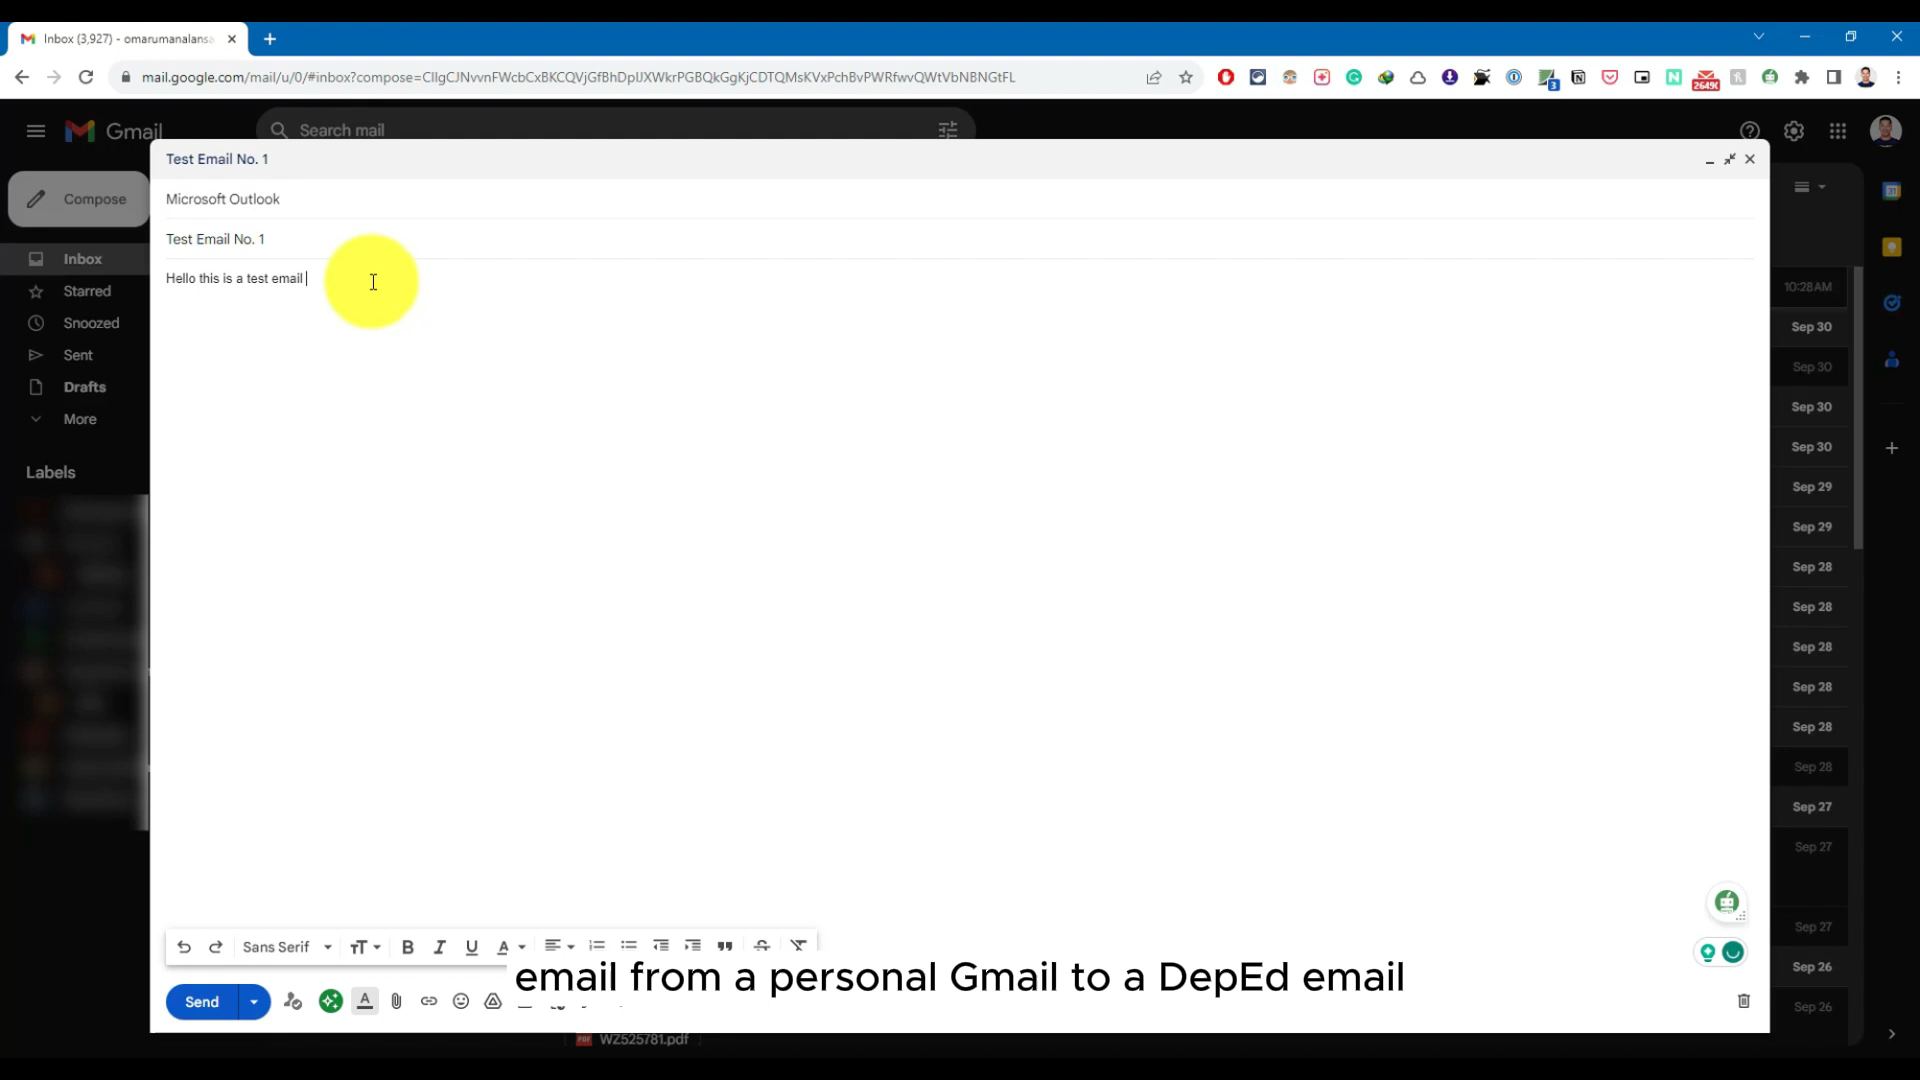 Inbox (3,927) - omarumanalansa
mail.google.com/mail/u/0/#inbox?compose=CllgCJNvvnFWcbCxBKCQVjGfBhDplJXWkrPGBQkGgKjCDTQMsKVxPchBvPWRfwvQWtVbNBNGtFL
3
2649
Gmail
Search mail
Test Email No. 1
Compose
Microsoft Outlook
Test Email No. 1
Inbox
Hello this is a test email
10:28 AM
Starred
Snoozed
Sep 30
Sent
Sep 30
Drafts
Sep 30
More
Sep 30
Labels
Sep 29
Sep 29
Sep 28
Sep 28
Sep 28
Sep 28
Sep 28
Sep 28
Sep 27
Sep 27
Sep 27
Sans Serif
Sep 26
email from a personal Gmail to a DepEd email
Send
Sep 26
PDF WZ525781.pdf